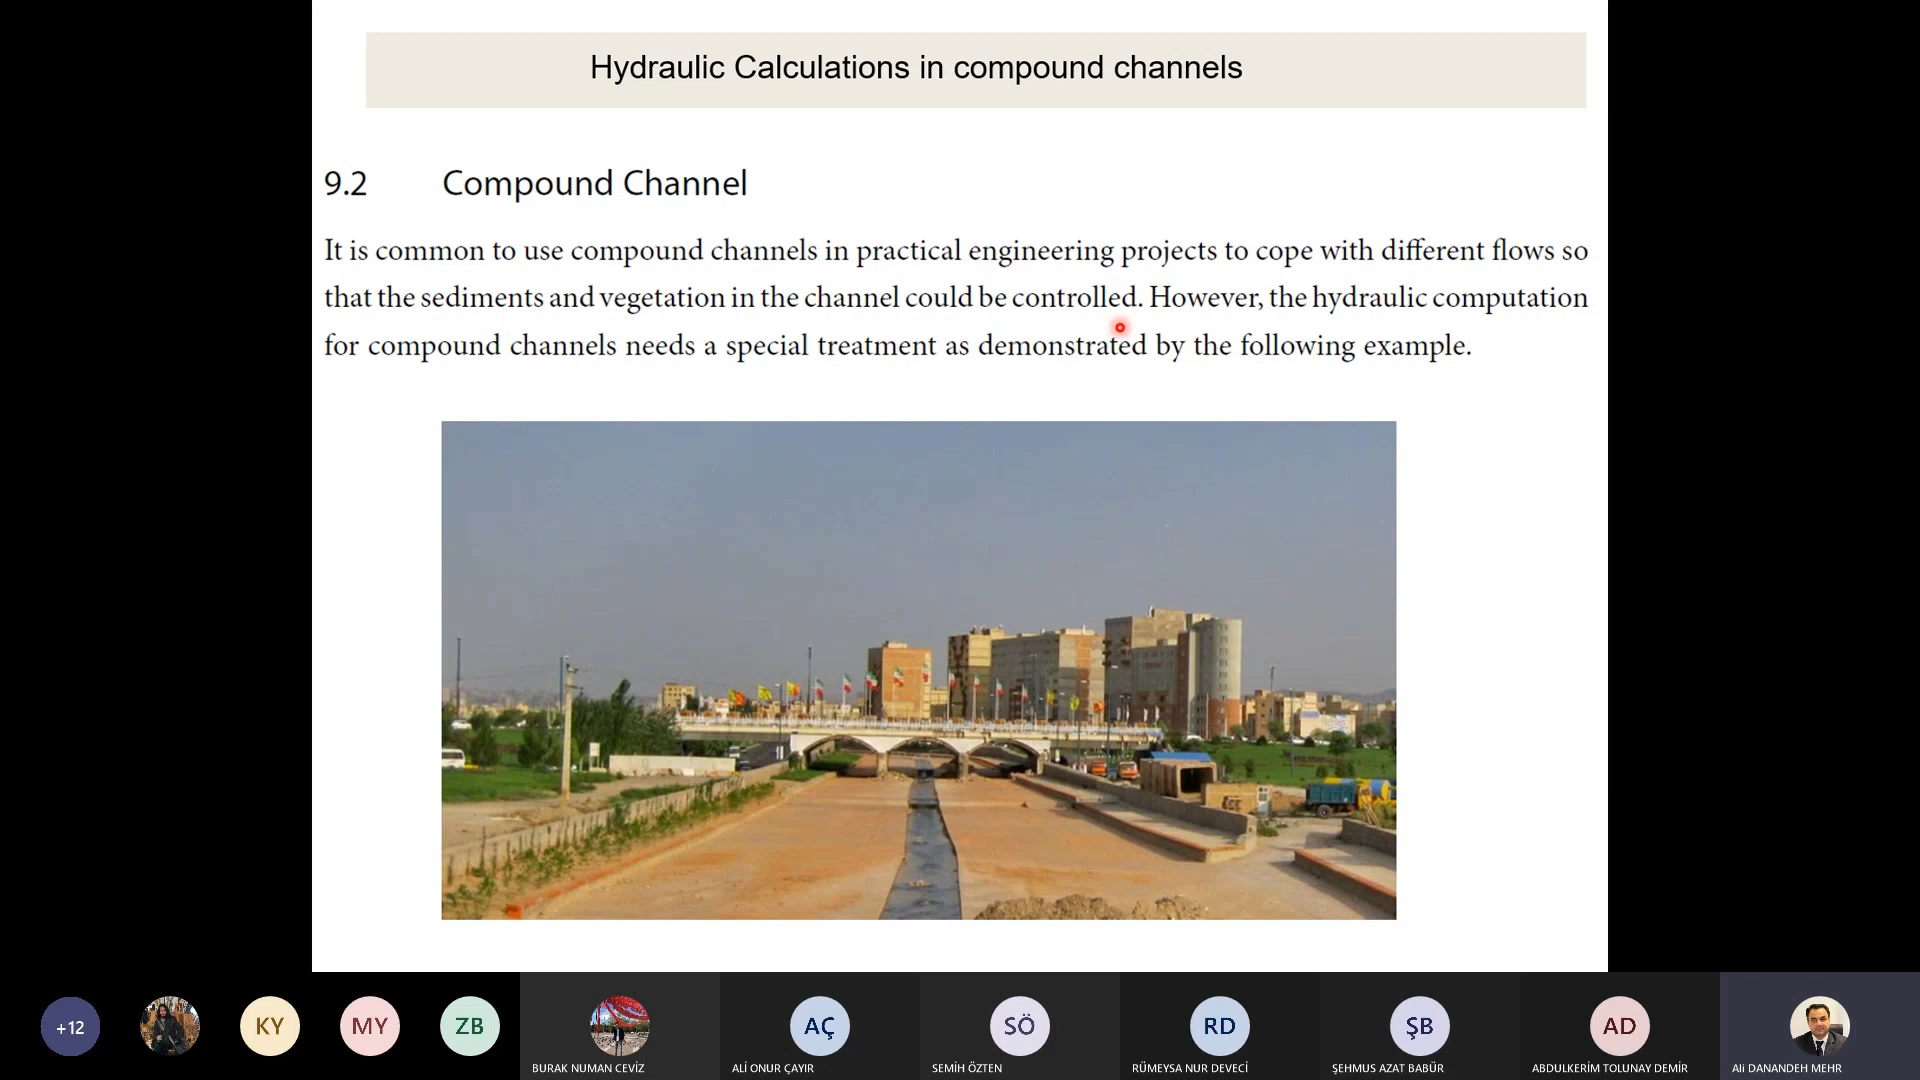 Hydraulic Calculations in compound channels
9.2 Compound Channel
It is common to use compound channels in practical engineering projects to cope with different flows so
that the sediments and vegetation in the channel could be controlled. However, the hydraulic computation
for compound channels needs a special treatment as demonstrated by the following example.
+12
KY
MY
ZB
AÇ
SÖ
RD
ŞB
AD
BURAK NUMAN CEVİZ
ALİ ONUR ÇAYIR
SEMİH ÖZTEN
RÜMEYSA NUR DEVECİ
ŞEHMUS AZAT BABÜR
ABDULKERİM TOLUNAY DEMİR
Ali DANANDEH MEHR